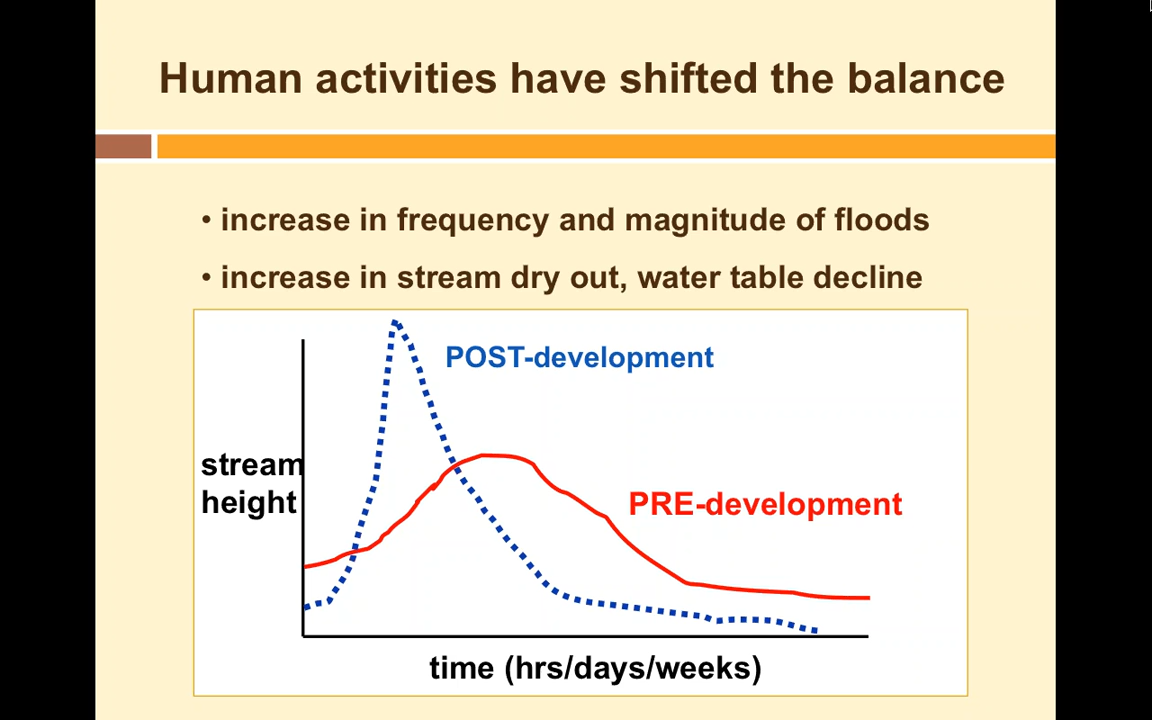 Human activities have shifted the balance
• increase in frequency and magnitude of floods
• increase in stream dry out, water table decline
POST-development
stream
height
PRE-development
time (hrs/days/weeks)